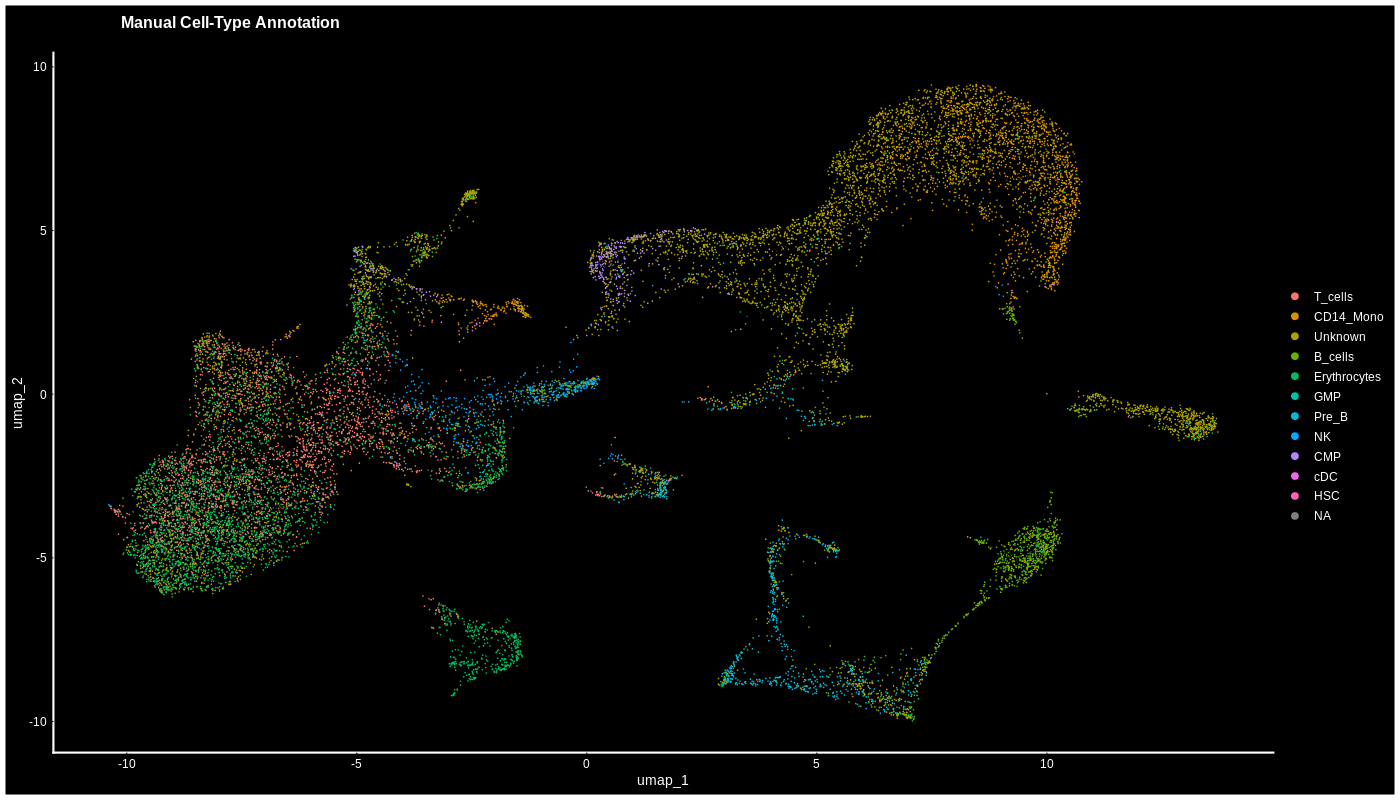 Manual Cell-Type Annotation
10
5
0
-5
-10
umap_2
-10
-5
0
5
10
umap_1
T_cells
CD14_Mono
Unknown
B_cells
Erythrocytes
GMP
Pre_B
NK
CMP
cDC
HSC
NA